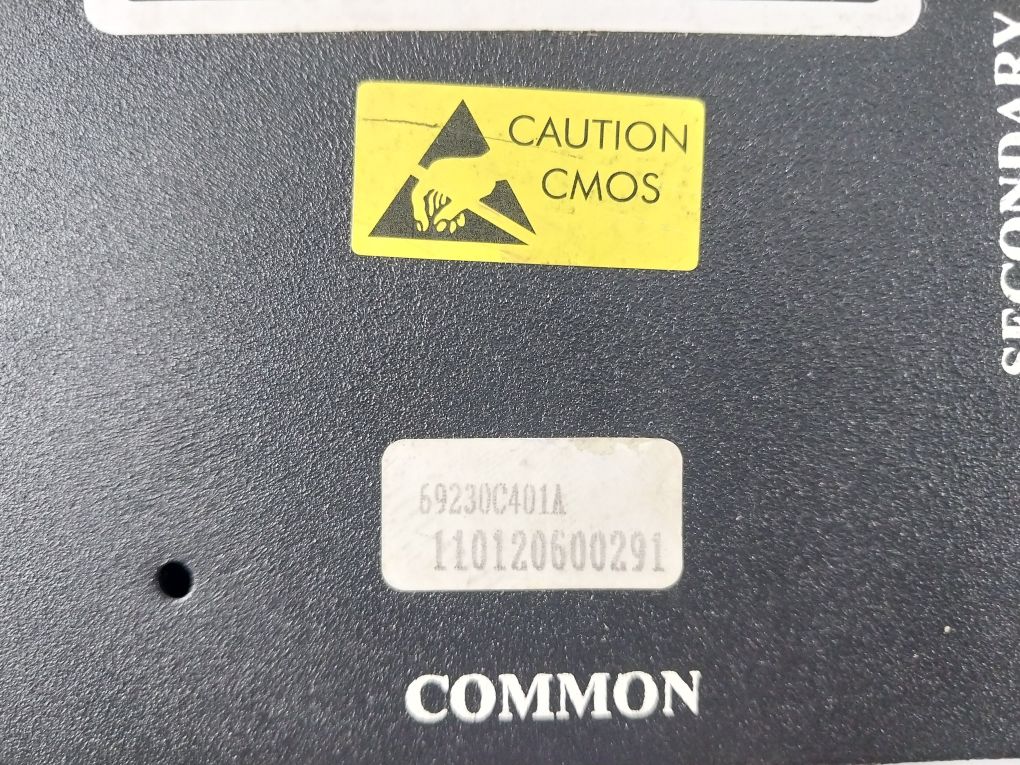 CAUTION
CMOS
SECONDARY
69230C401A
110120600291
COMMON